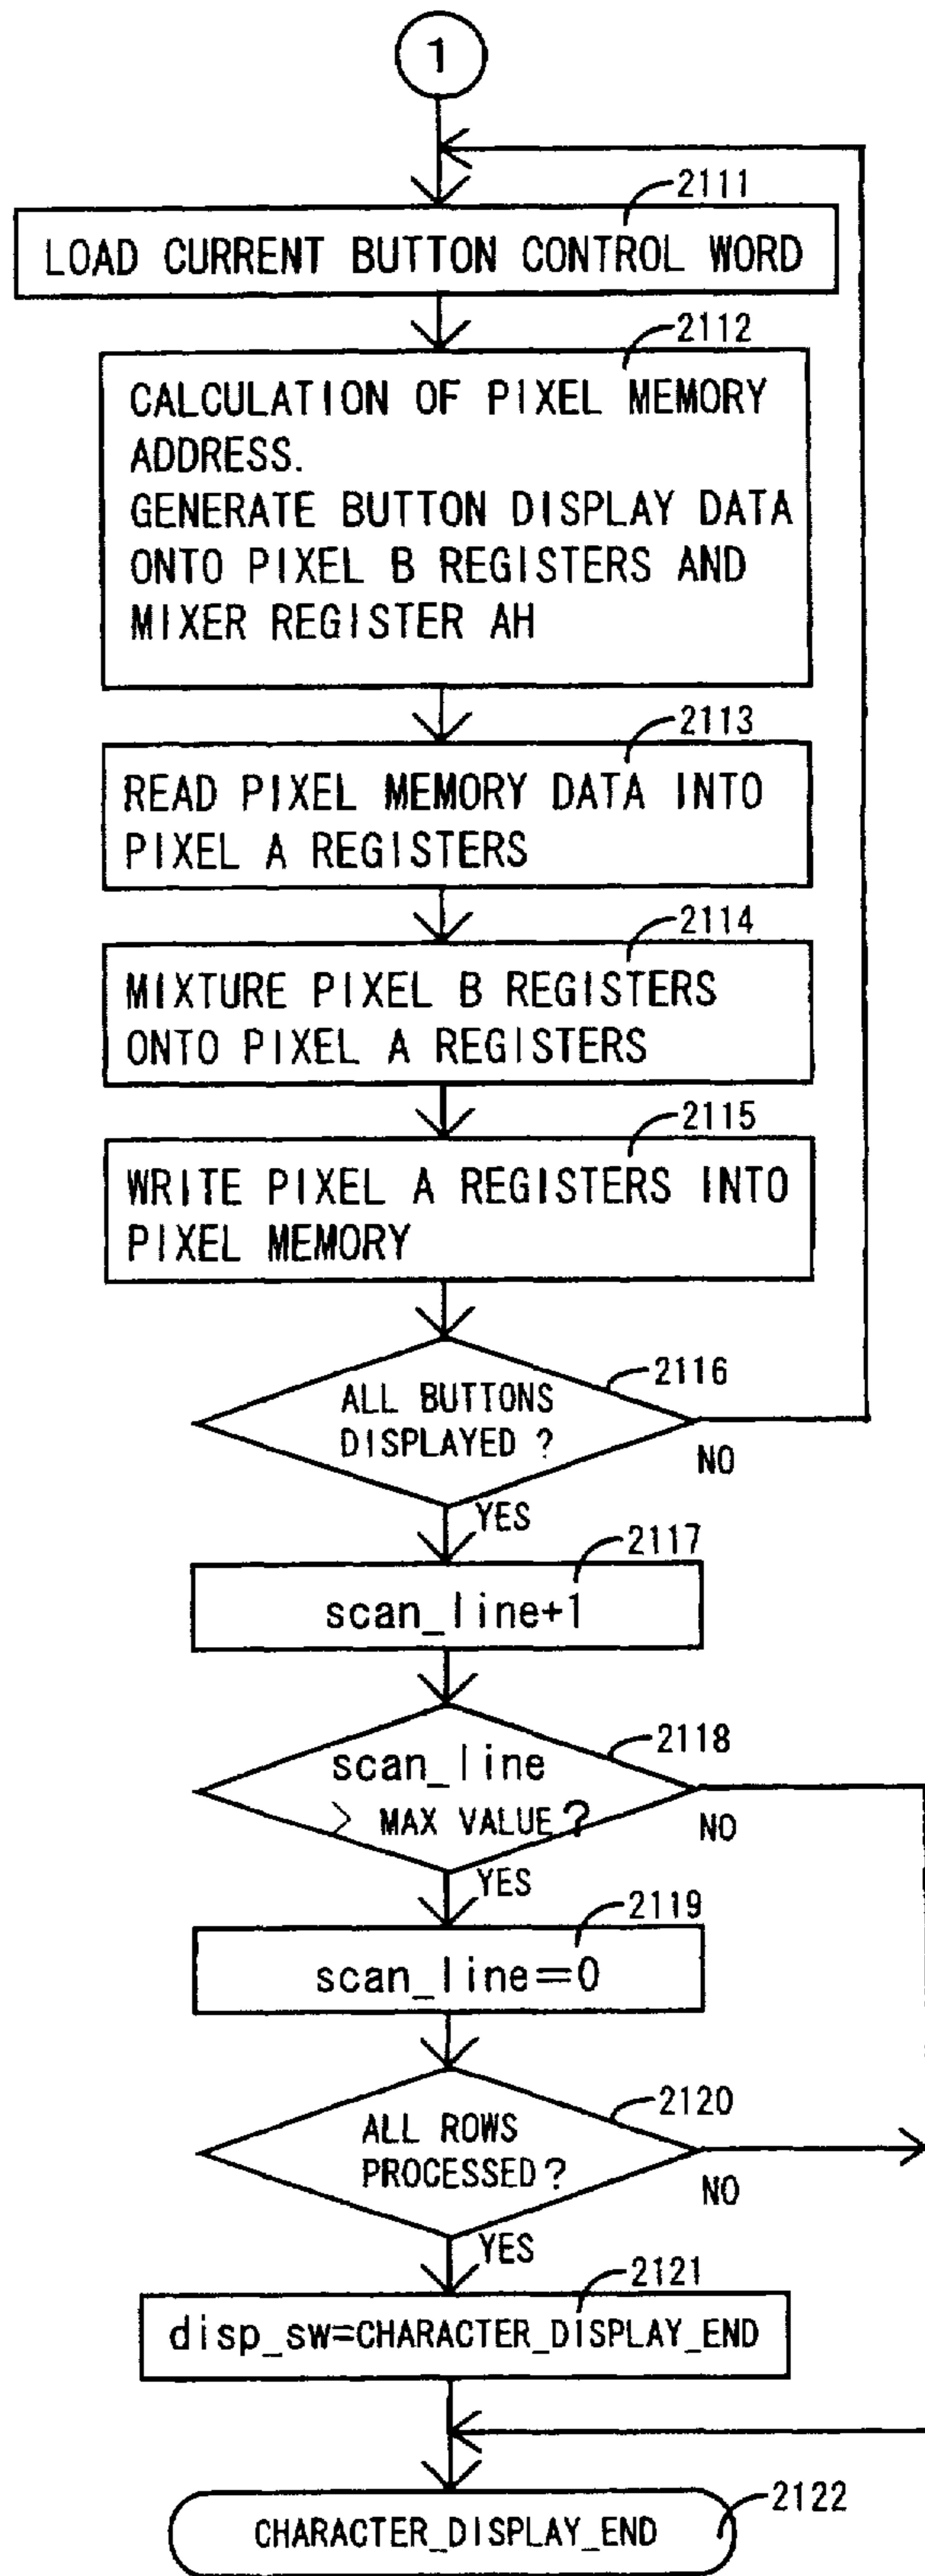 1
2111
LOAD CURRENT BUTTON CONTROL WORD
2112
CALCULATION OF PIXEL MEMORY
ADDRESS.
GENERATE BUTTON DISPLAY DATA
ONTO PIXEL B REGISTERS AND
MIXER REGISTER AH
2113
READ PIXEL MEMORY DATA INTO
PIXEL A REGISTERS
2114
MIXTURE PIXEL B REGISTERS
ONTO PIXEL A REGISTERS
2115
WRITE PIXEL A REGISTERS INTO
PIXEL MEMORY
2116
ALL BUTTONS
DISPLAYED ?
NO
YES
2117
scan_line+1
2118
scan_line
> MAX VALUE?
NO
YES
2119
scan_line=0
2120
ALL ROWS
PROCESSED?
NO
YES
2121
disp_sw=CHARACTER_DISPLAY_END
2122
CHARACTER_DISPLAY_END